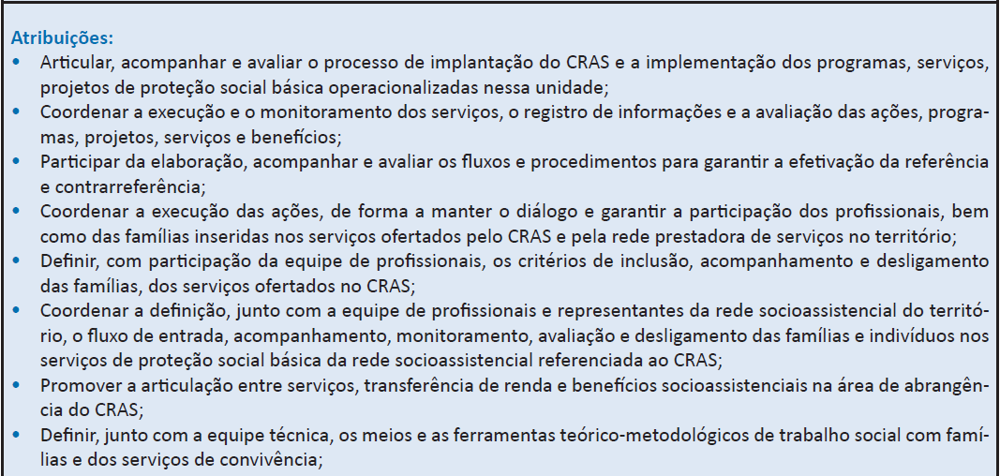 Atribuições:
• Articular, acompanhar e avaliar o processo de implantação do CRAS e a implementação dos programas, serviços,
projetos de proteção social básica operacionalizadas nessa unidade;
• Coordenar a execução e o monitoramento dos serviços, o registro de informações e a avaliação das ações, progra-
mas, projetos, serviços e benefícios;
• Participar da elaboração, acompanhar e avaliar os fluxos e procedimentos para garantir a efetivação da referência
e contrarreferência;
• Coordenar a execução das ações, de forma a manter o diálogo e garantir a participação dos profissionais, bem
como das famílias inseridas nos serviços ofertados pelo CRAS e pela rede prestadora de serviços no território;
• Definir, com participação da equipe de profissionais, os critérios de inclusão, acompanhamento e desligamento
das famílias, dos serviços ofertados no CRAS;
• Coordenar a definição, junto com a equipe de profissionais e representantes da rede socioassistencial do territó-
rio, o fluxo de entrada, acompanhamento, monitoramento, avaliação e desligamento das famílias e indivíduos nos
serviços de proteção social básica da rede socioassistencial referenciada ao CRAS;
• Promover a articulação entre serviços, transferência de renda e benefícios socioassistenciais na área de abrangên-
cia do CRAS;
• Definir, junto com a equipe técnica, os meios e as ferramentas teórico-metodológicos de trabalho social com famí-
lias e dos serviços de convivência;